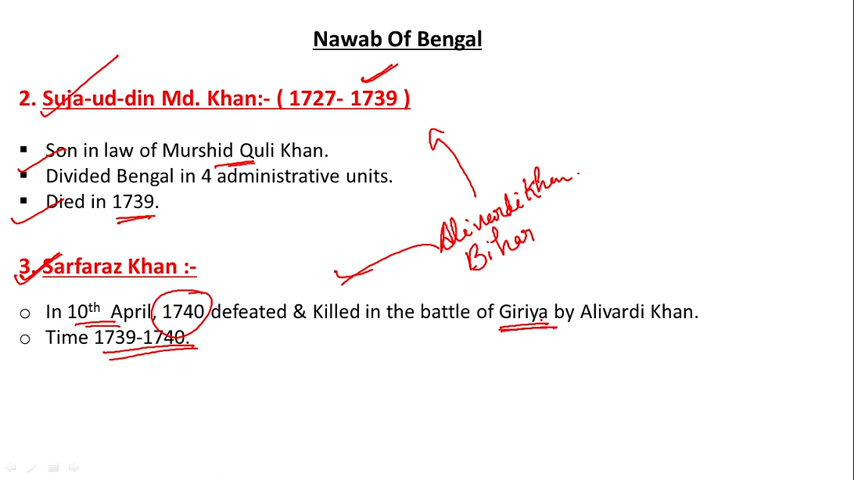 Nawab Of Bengal
2. Suja-ud-din Md. Khan:- ( 1727- 1739 )
▪ Son in law of Murshid Quli Khan.
▪ Divided Bengal in 4 administrative units.
▪ Died in 1739.
Alivardi Khan.
Bihar
3. Sarfaraz Khan :-
o In 10th April, 1740 defeated & Killed in the battle of Giriya by Alivardi Khan.
o Time 1739-1740.